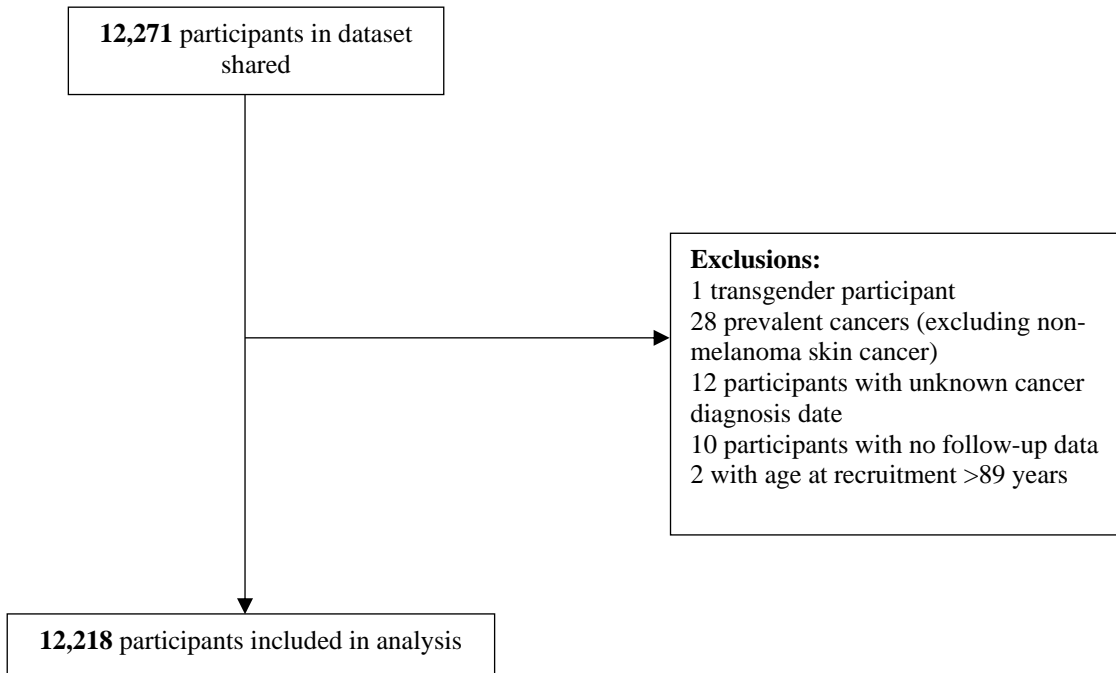 12,271 participants in dataset
shared
Exclusions:
1 transgender participant
28 prevalent cancers (excluding non-
melanoma skin cancer)
12 participants with unknown cancer
diagnosis date
10 participants with no follow-up data
2 with age at recruitment >89 years
12,218 participants included in analysis